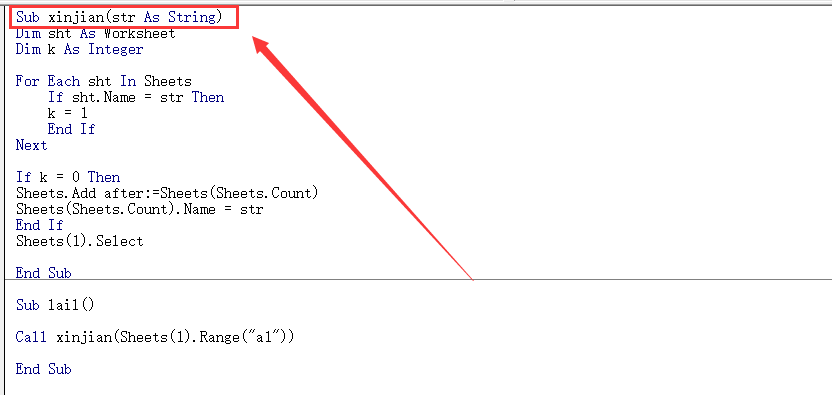 Sub xinjian(str As String)
Dim sht As Worksheet
Dim k As Integer
For Each sht In Sheets
If sht.Name = str Then
k = 1
End If
Next
If k = 0 Then
Sheets.Add after:=Sheets(Sheets.Count)
Sheets(Sheets.Count).Name = str
End If
Sheets(1).Select
End Sub
Sub lail()
Call xinjian(Sheets(1).Range("a1"))
End Sub